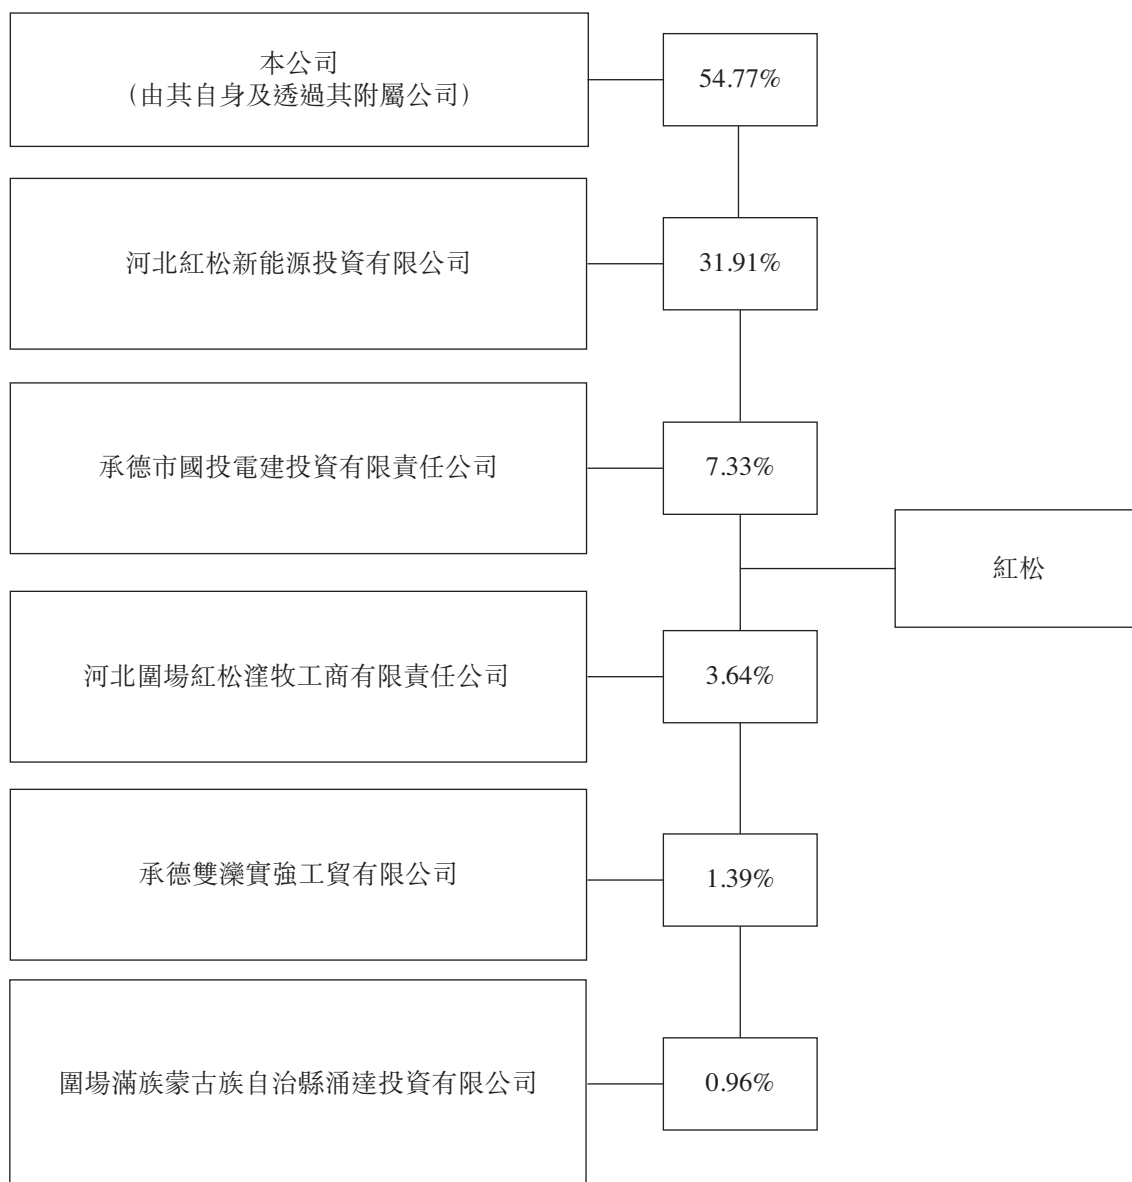 本公司
(由其自身及透過其附屬公司)
54.77%
河北紅松新能源投資有限公司
31.91%
承德市國投電建投資有限責任公司
7.33%
紅松
河北圍場紅松漥牧工商有限責任公司
3.64%
承德雙灤實強工貿有限公司
1.39%
圍場滿族蒙古族自治縣涌達投資有限公司
0.96%